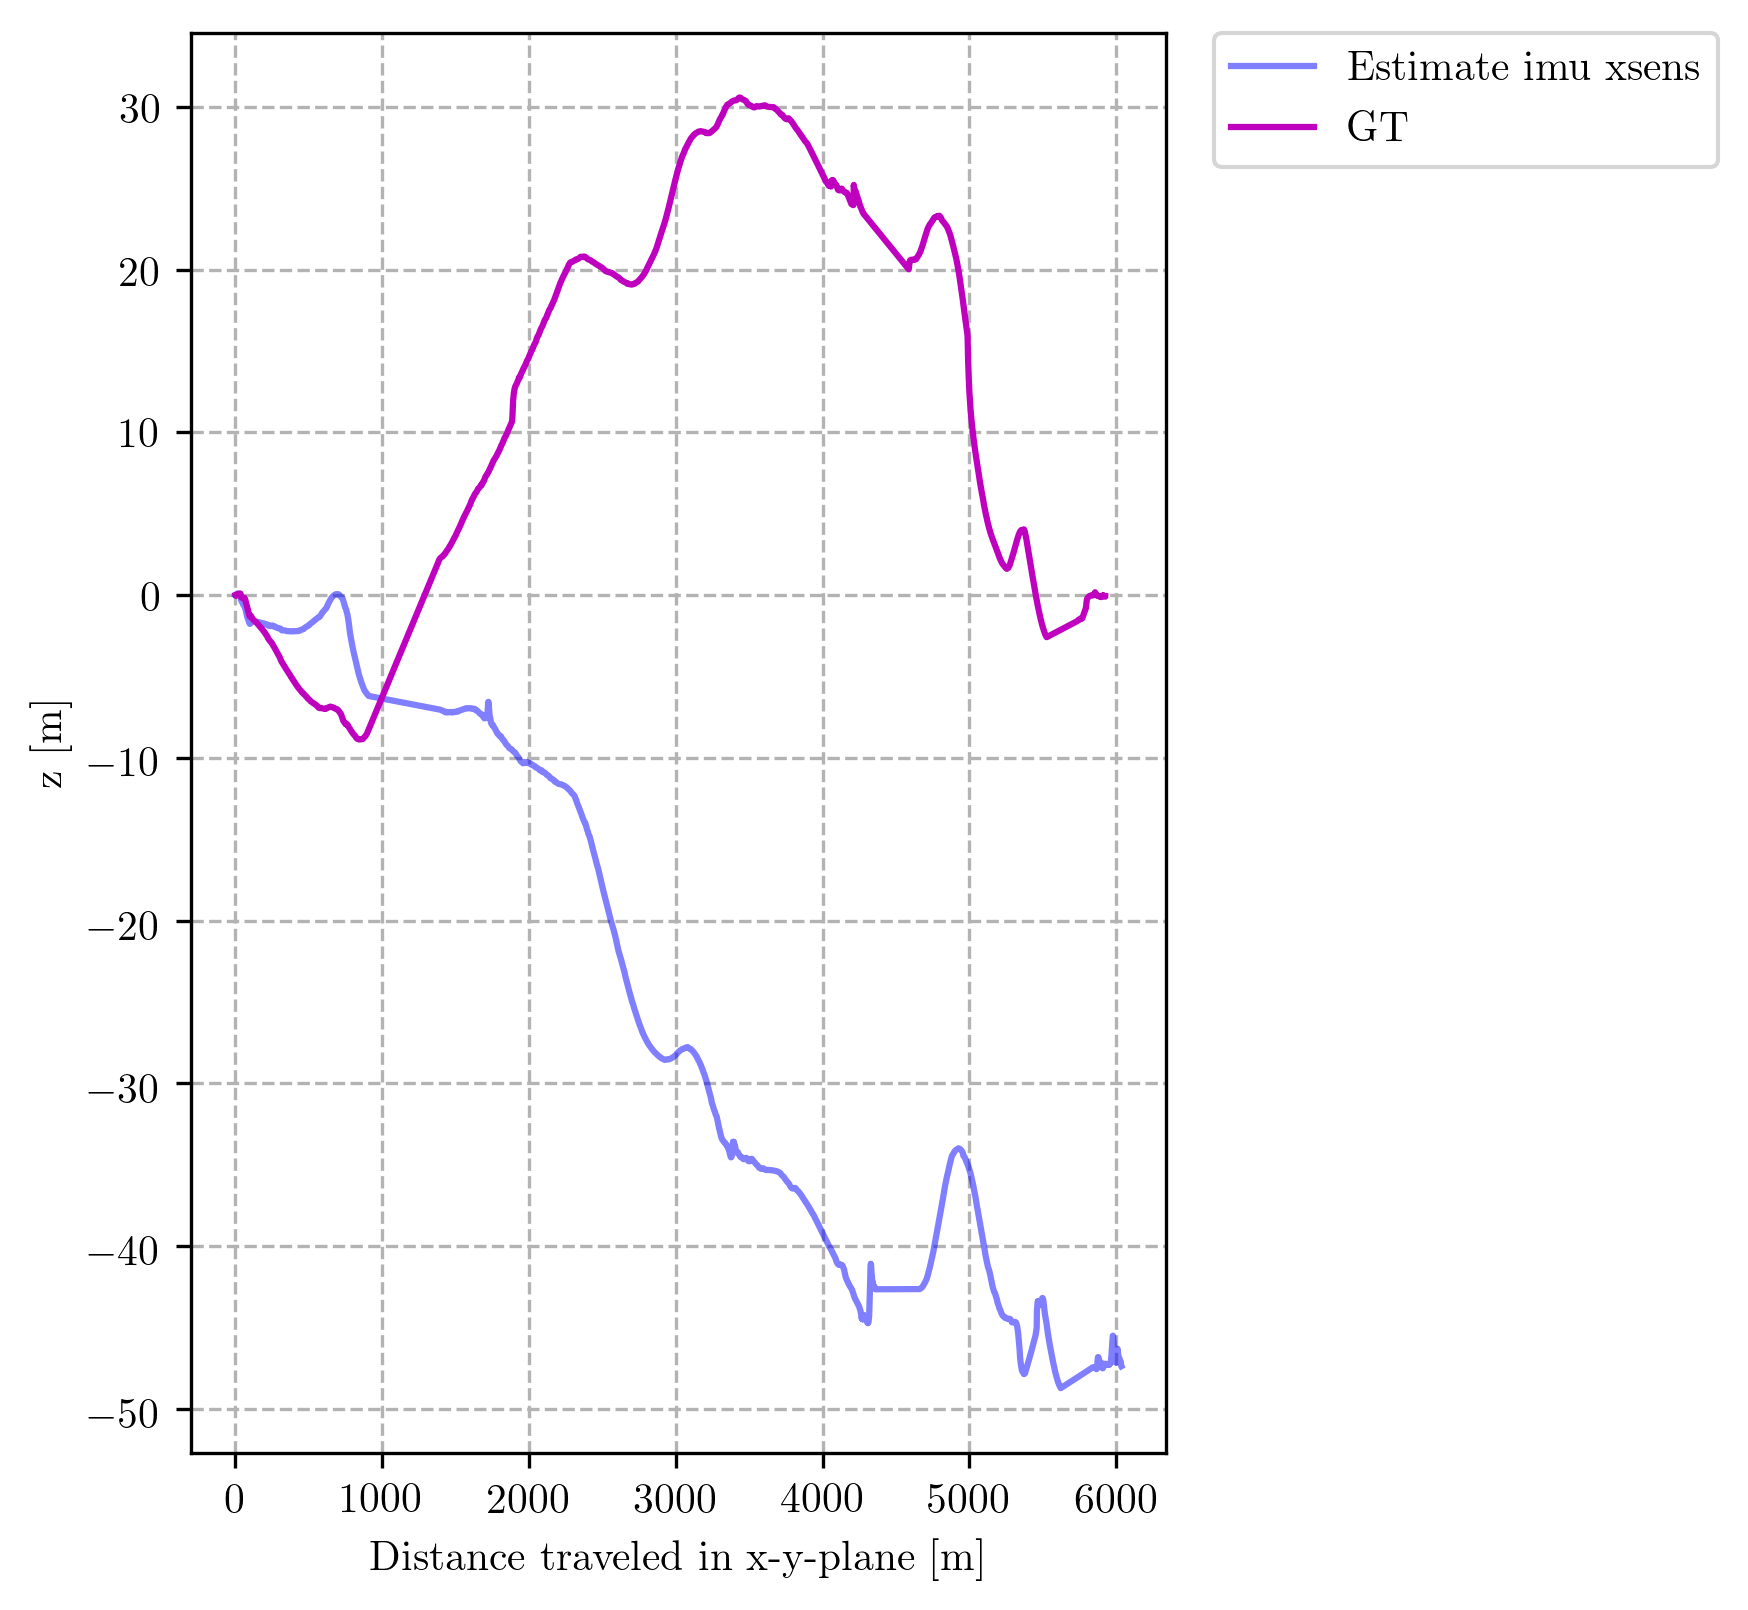 Estimate imu xsens
GT
30
20
10
0
−10
−20
−30
−40
−50
z [m]
0 1000 2000 3000 4000 5000 6000
Distance traveled in x-y-plane [m]